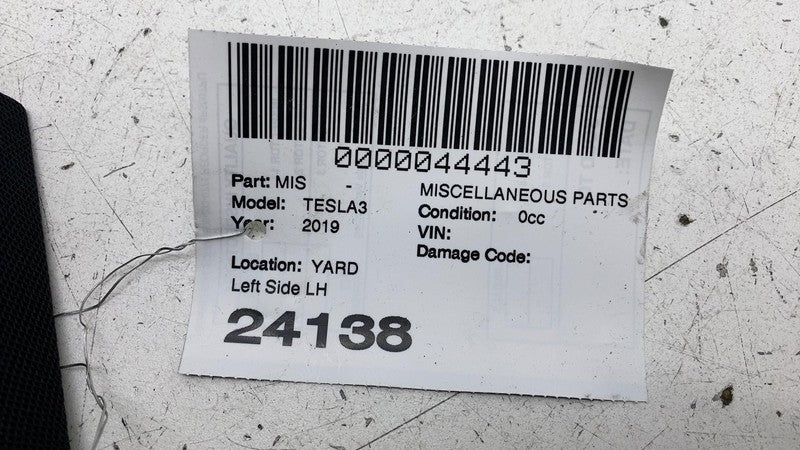 0000044443
Part: MIS - MISCELLANEOUS PARTS
Model: TESLA3 Condition: 0cc
Year: 2019 VIN:
Damage Code:
Location: YARD
Left Side LH
24138